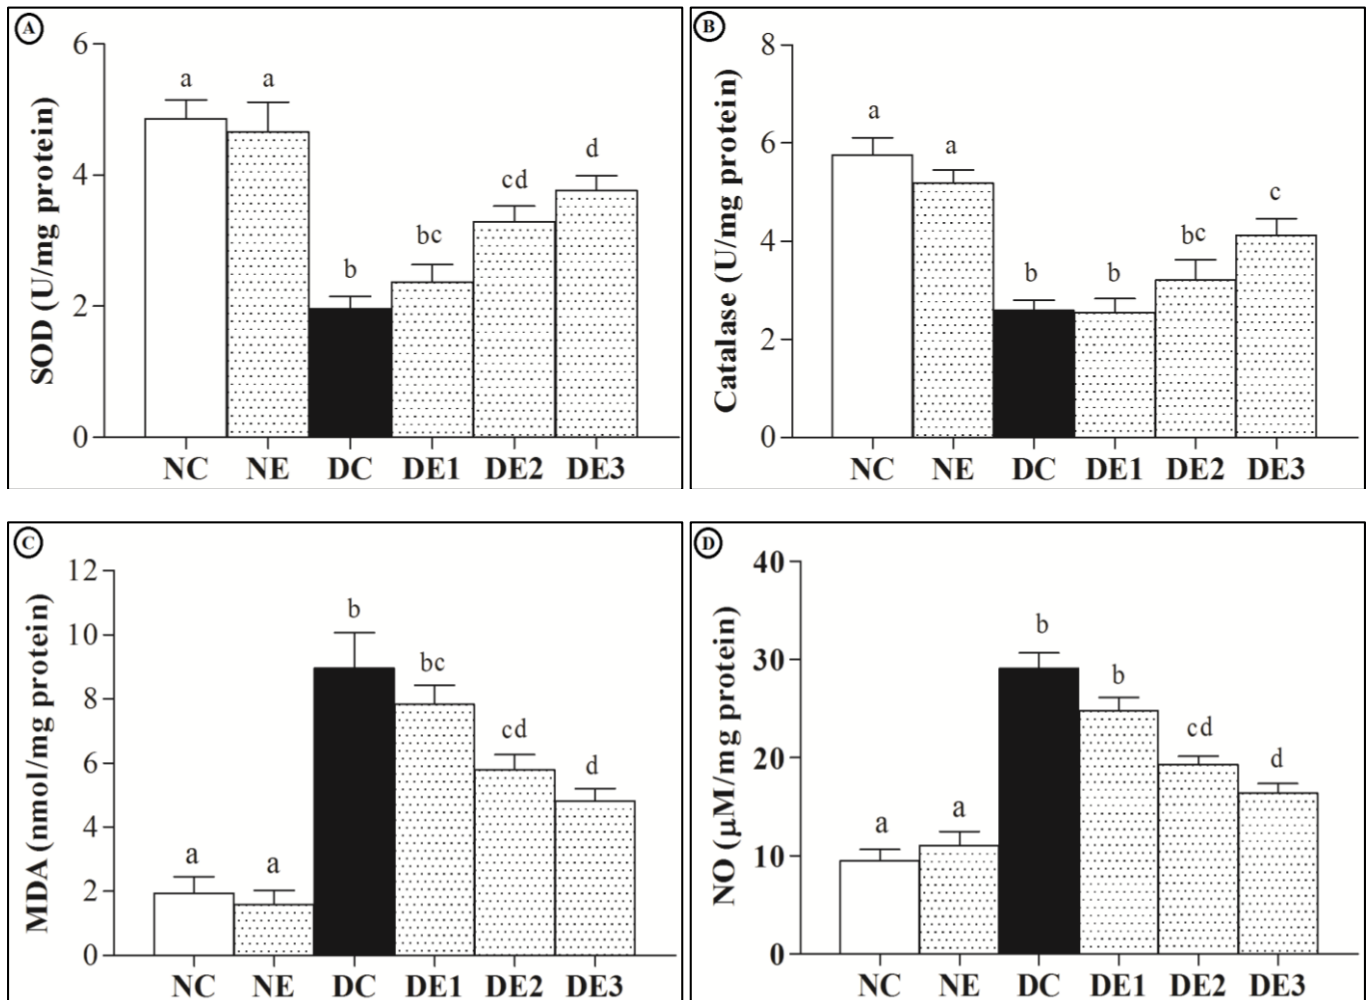 A
SOD (U/mg protein)
6
4
2
0
a
a
b
bc
cd
d
NC NE DC DE1 DE2 DE3
B
Catalase (U/mg protein)
8
6
4
2
0
a
a
b
b
bc
c
NC NE DC DE1 DE2 DE3
C
MDA (nmol/mg protein)
12
10
8
6
4
2
0
a
a
b
bc
cd
d
NC NE DC DE1 DE2 DE3
D
NO (µM/mg protein)
40
30
20
10
0
a
a
b
b
cd
d
NC NE DC DE1 DE2 DE3